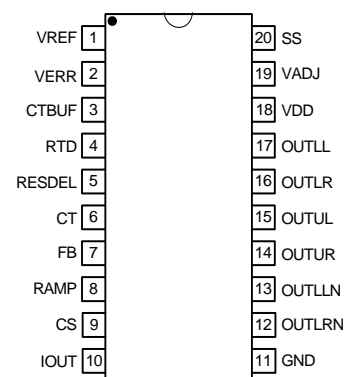 VREF 1 20 SS
VERR 2 19 VADJ
CTBUF 3 18 VDD
RTD 4 17 OUTLL
RESDEL 5 16 OUTLR
CT 6 15 OUTUL
FB 7 14 OUTUR
RAMP 8 13 OUTLLN
CS 9 12 OUTLRN
IOUT 10 11 GND